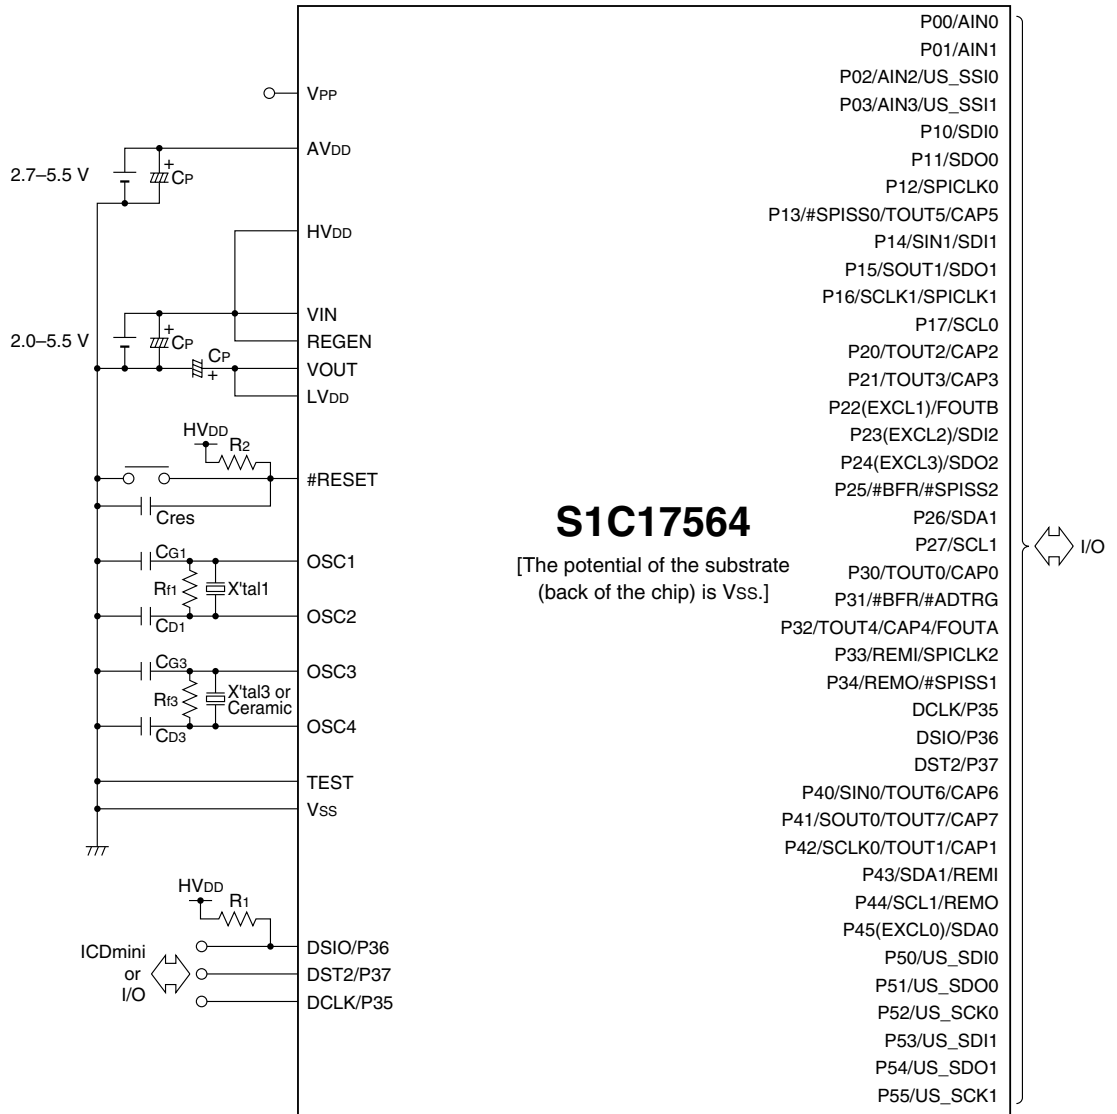 VPP
AVDD
2.7–5.5 V
+
CP
HVDD
VIN
REGEN
VOUT
LVDD
2.0–5.5 V
+
CP
CP
+
HVDD
R2
#RESET
Cres
CG1
OSC1
Rf1
X'tal1
OSC2
CD1
CG3
OSC3
Rf3
X'tal3 or
Ceramic
OSC4
CD3
TEST
VSS
HVDD
R1
ICDmini
or
I/O
DSIO/P36
DST2/P37
DCLK/P35
S1C17564
[The potential of the substrate
(back of the chip) is VSS.]
P00/AIN0
P01/AIN1
P02/AIN2/US_SSI0
P03/AIN3/US_SSI1
P10/SDI0
P11/SDO0
P12/SPICLK0
P13/#SPISS0/TOUT5/CAP5
P14/SIN1/SDI1
P15/SOUT1/SDO1
P16/SCLK1/SPICLK1
P17/SCL0
P20/TOUT2/CAP2
P21/TOUT3/CAP3
P22(EXCL1)/FOUTB
P23(EXCL2)/SDI2
P24(EXCL3)/SDO2
P25/#BFR/#SPISS2
P26/SDA1
P27/SCL1
P30/TOUT0/CAP0
P31/#BFR/#ADTRG
P32/TOUT4/CAP4/FOUTA
P33/REMI/SPICLK2
P34/REMO/#SPISS1
DCLK/P35
DSIO/P36
DST2/P37
P40/SIN0/TOUT6/CAP6
P41/SOUT0/TOUT7/CAP7
P42/SCLK0/TOUT1/CAP1
P43/SDA1/REMI
P44/SCL1/REMO
P45(EXCL0)/SDA0
P50/US_SDI0
P51/US_SDO0
P52/US_SCK0
P53/US_SDI1
P54/US_SDO1
P55/US_SCK1
I/O